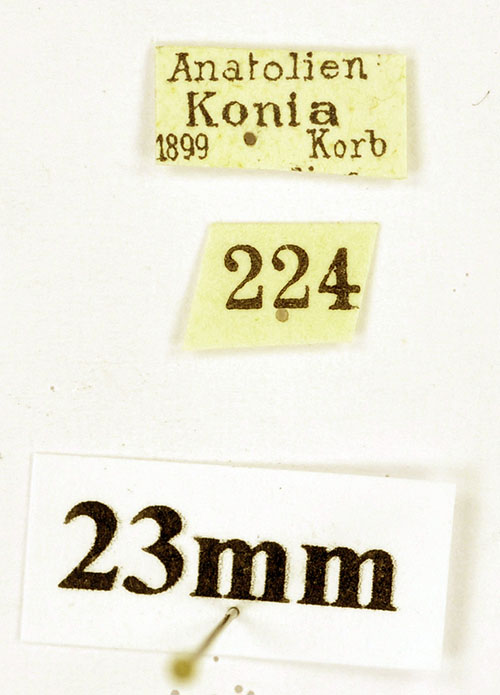 Anatolien
Konia
1899 Korb
224
23mm